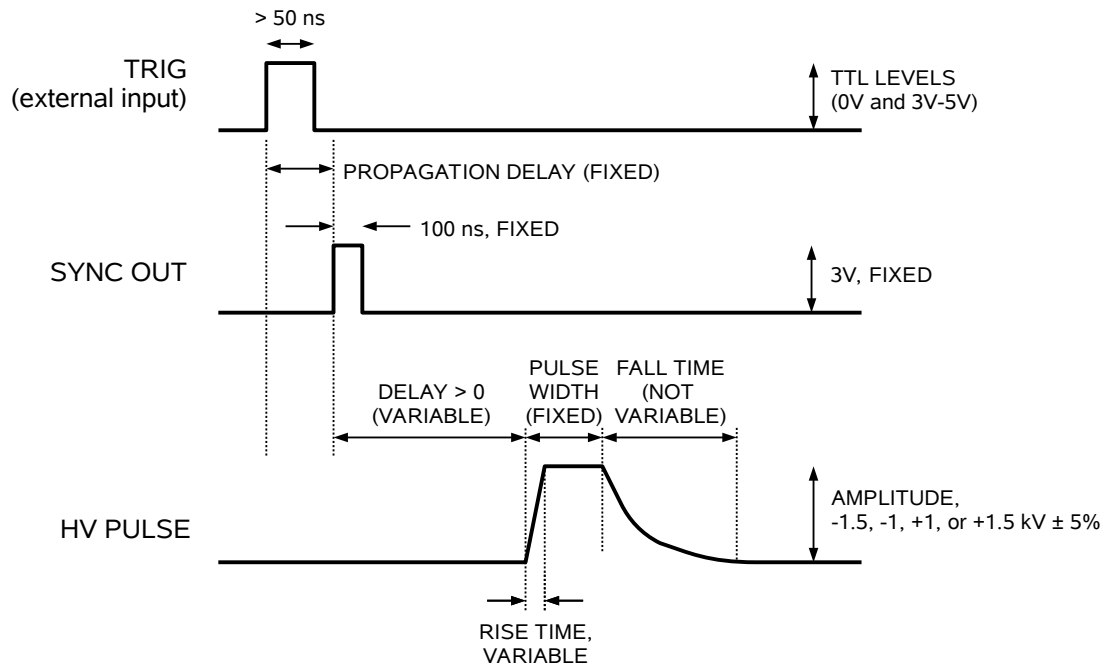 > 50 ns
TRIG
(external input)
TTL LEVELS
(0V and 3V-5V)
PROPAGATION DELAY (FIXED)
100 ns, FIXED
SYNC OUT
3V, FIXED
DELAY > 0
(VARIABLE)
PULSE
WIDTH
(FIXED)
FALL TIME
(NOT
VARIABLE)
HV PULSE
AMPLITUDE,
-1.5, -1, +1, or +1.5 kV ± 5%
RISE TIME,
VARIABLE